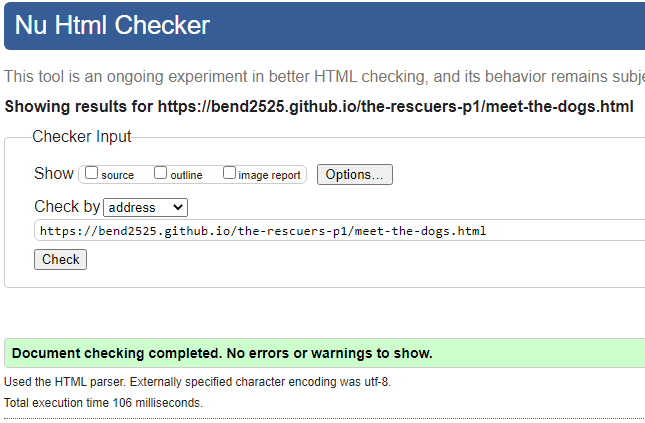 Nu Html Checker
This tool is an ongoing experiment in better HTML checking, and its behavior remains
Showing results for https://bend2525.github.io/the-rescuers-p1/meet-the-dogs.html
Checker Input
Show source outline image report Options...
Check by address
https://bend2525.github.io/the-rescuers-p1/meet-the-dogs.html
Check
Document checking completed. No errors or warnings to show.
Used the HTML parser. Externally specified character encoding was utf-8.
Total execution time 106 milliseconds.